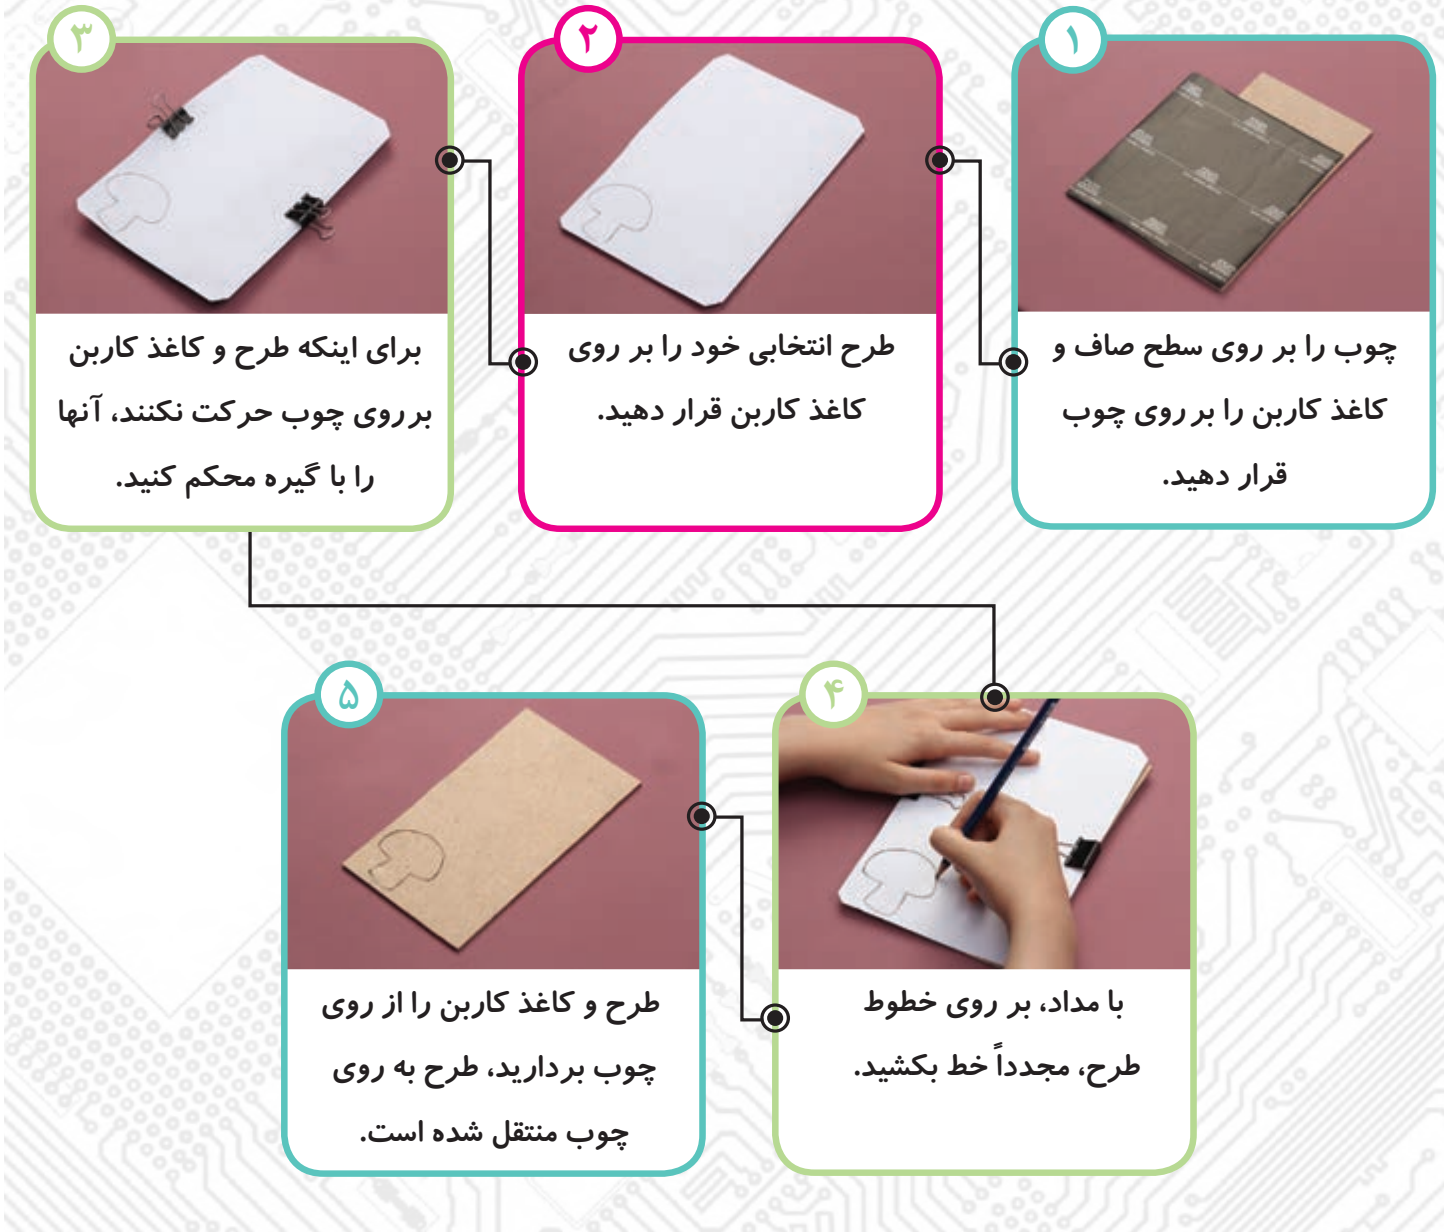 ۱
چوب را بر روی سطح صاف و
کاغذ کاربن را بر روی چوب
قرار دهید.
۲
طرح انتخابی خود را بر روی
کاغذ کاربن قرار دهید.
۳
برای اینکه طرح و کاغذ کاربن
بر روی چوب حرکت نکنند، آنها
را با گیره محکم کنید.
۴
با مداد، بر روی خطوط
طرح، مجدداً خط بکشید.
۵
طرح و کاغذ کاربن را از روی
چوب بردارید، طرح به روی
چوب منتقل شده است.